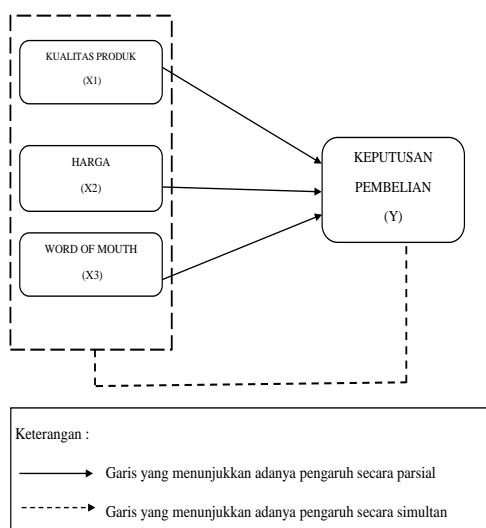 KUALITAS PRODUK
(X1)
HARGA
(X2)
WORD OF MOUTH
(X3)
KEPUTUSAN
PEMBELIAN
(Y)
Keterangan :
Garis yang menunjukkan adanya pengaruh secara parsial
Garis yang menunjukkan adanya pengaruh secara simultan